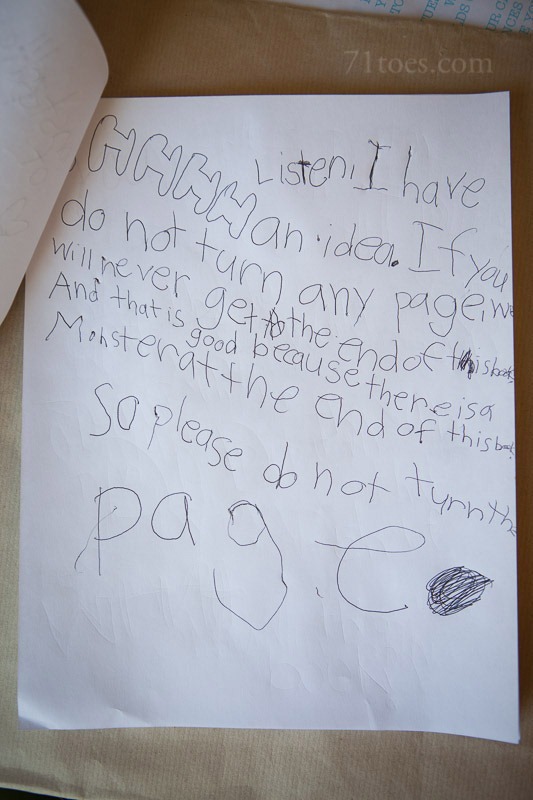 71toes.com
HHHHH Listen, I have
an idea. If you
do not turn any page, we
will never get to the end of this book
And that is good because there is a
Monster at the end of this book
So please do not turn the
page.